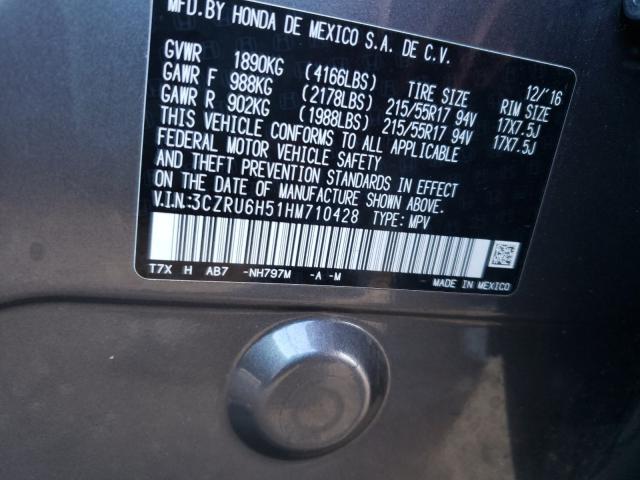 MFD. BY HONDA DE MEXICO S.A. DE C.V.
12/'16
GVWR 1890KG (4166LBS) TIRE SIZE RIM SIZE
GAWR F 988KG (2178LBS) 215/55R17 94V 17X7.5J
GAWR R 902KG (1988LBS) 215/55R17 94V 17X7.5J
THIS VEHICLE CONFORMS TO ALL APPLICABLE
FEDERAL MOTOR VEHICLE SAFETY
AND THEFT PREVENTION STANDARDS IN EFFECT
ON THE DATE OF MANUFACTURE SHOWN ABOVE.
V.I.N:3CZRU6H51HM710428 TYPE: MPV
T7X H AB7 -NH797M -A -M
MADE IN MEXICO